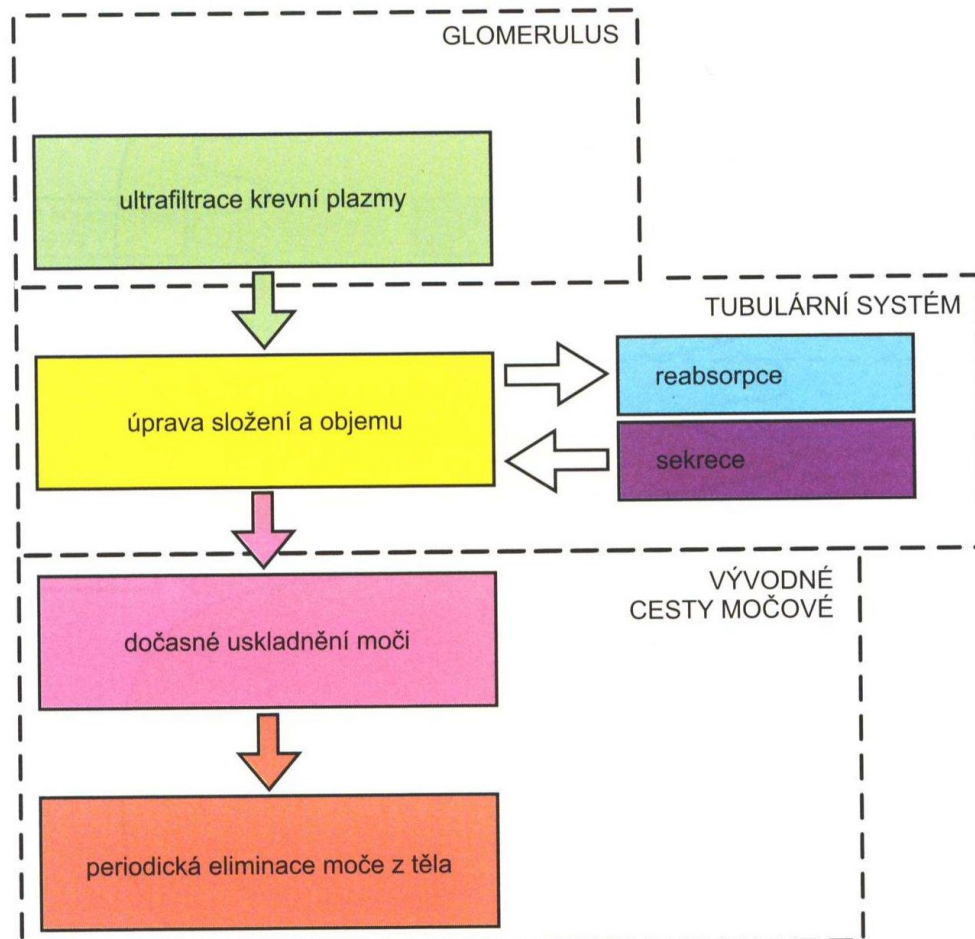 GLOMERULUS
ultrafiltrace krevní plazmy
TUBULÁRNÍ SYSTÉM
úprava složení a objemu
reabsorpce
sekrece
VÝVODNÉ
CESTY MOČOVÉ
dočasné uskladnění moči
periodická eliminace moče z těla